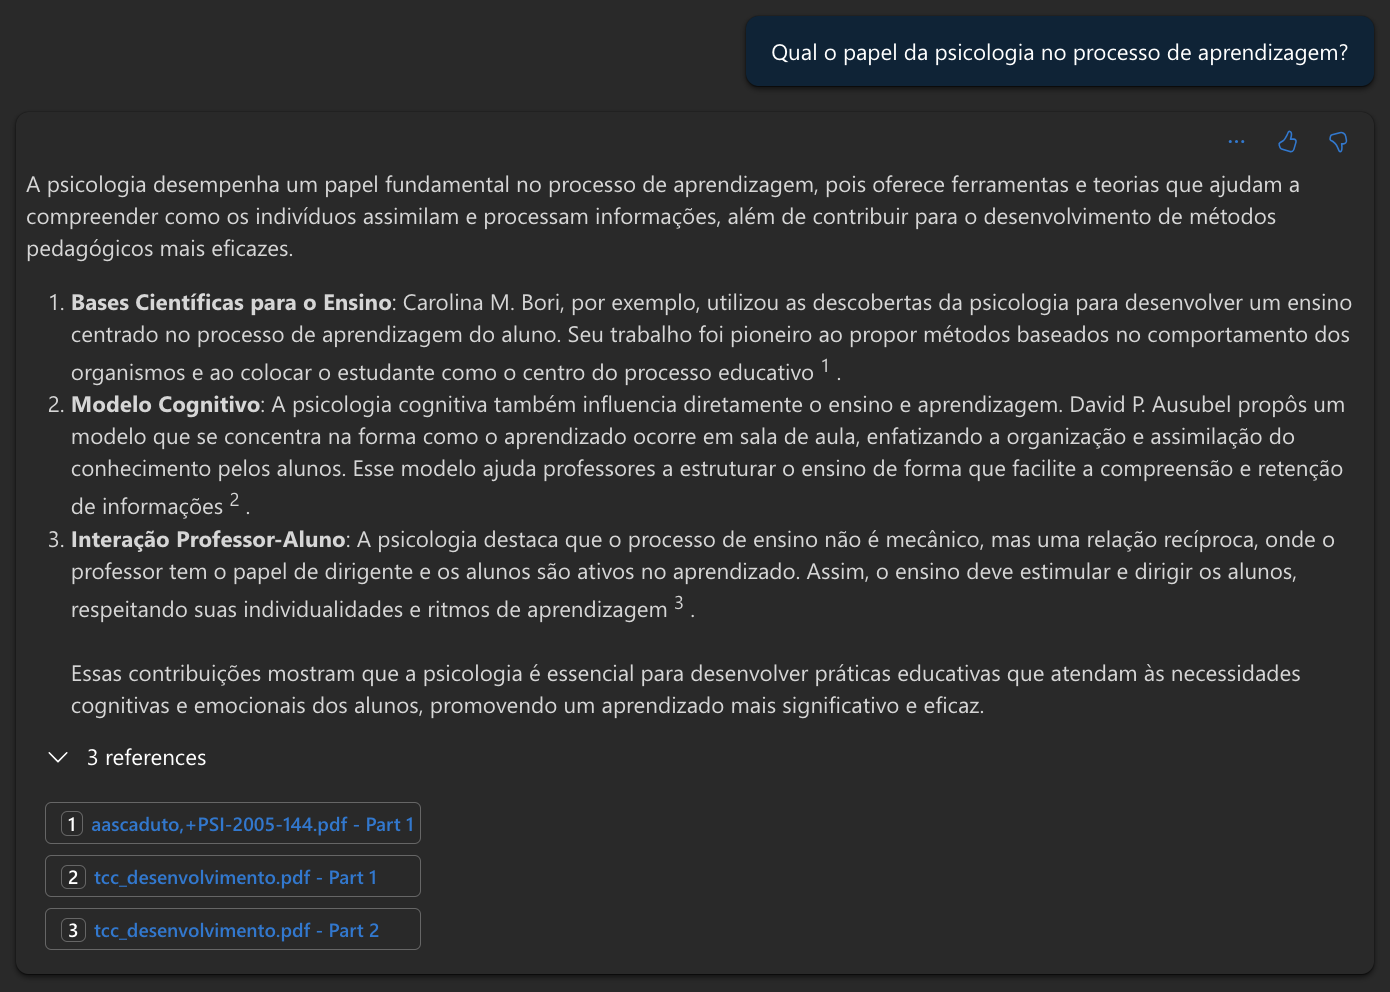 Qual o papel da psicologia no processo de aprendizagem?
A psicologia desempenha um papel fundamental no processo de aprendizagem, pois oferece ferramentas e teorias que ajudam a
compreender como os indivíduos assimilam e processam informações, além de contribuir para o desenvolvimento de métodos
pedagógicos mais eficazes.
1. Bases Científicas para o Ensino: Carolina M. Bori, por exemplo, utilizou as descobertas da psicologia para desenvolver um ensino
centrado no processo de aprendizagem do aluno. Seu trabalho foi pioneiro ao propor métodos baseados no comportamento dos
organismos e ao colocar o estudante como o centro do processo educativo 1 .
2. Modelo Cognitivo: A psicologia cognitiva também influencia diretamente o ensino e aprendizagem. David P. Ausubel propôs um
modelo que se concentra na forma como o aprendizado ocorre em sala de aula, enfatizando a organização e assimilação do
conhecimento pelos alunos. Esse modelo ajuda professores a estruturar o ensino de forma que facilite a compreensão e retenção
de informações 2 .
3. Interação Professor-Aluno: A psicologia destaca que o processo de ensino não é mecânico, mas uma relação recíproca, onde o
professor tem o papel de dirigente e os alunos são ativos no aprendizado. Assim, o ensino deve estimular e dirigir os alunos,
respeitando suas individualidades e ritmos de aprendizagem 3 .
Essas contribuições mostram que a psicologia é essencial para desenvolver práticas educativas que atendam às necessidades
cognitivas e emocionais dos alunos, promovendo um aprendizado mais significativo e eficaz.
3 references
1 aascaduto,+PSI-2005-144.pdf - Part 1
2 tcc_desenvolvimento.pdf - Part 1
3 tcc_desenvolvimento.pdf - Part 2